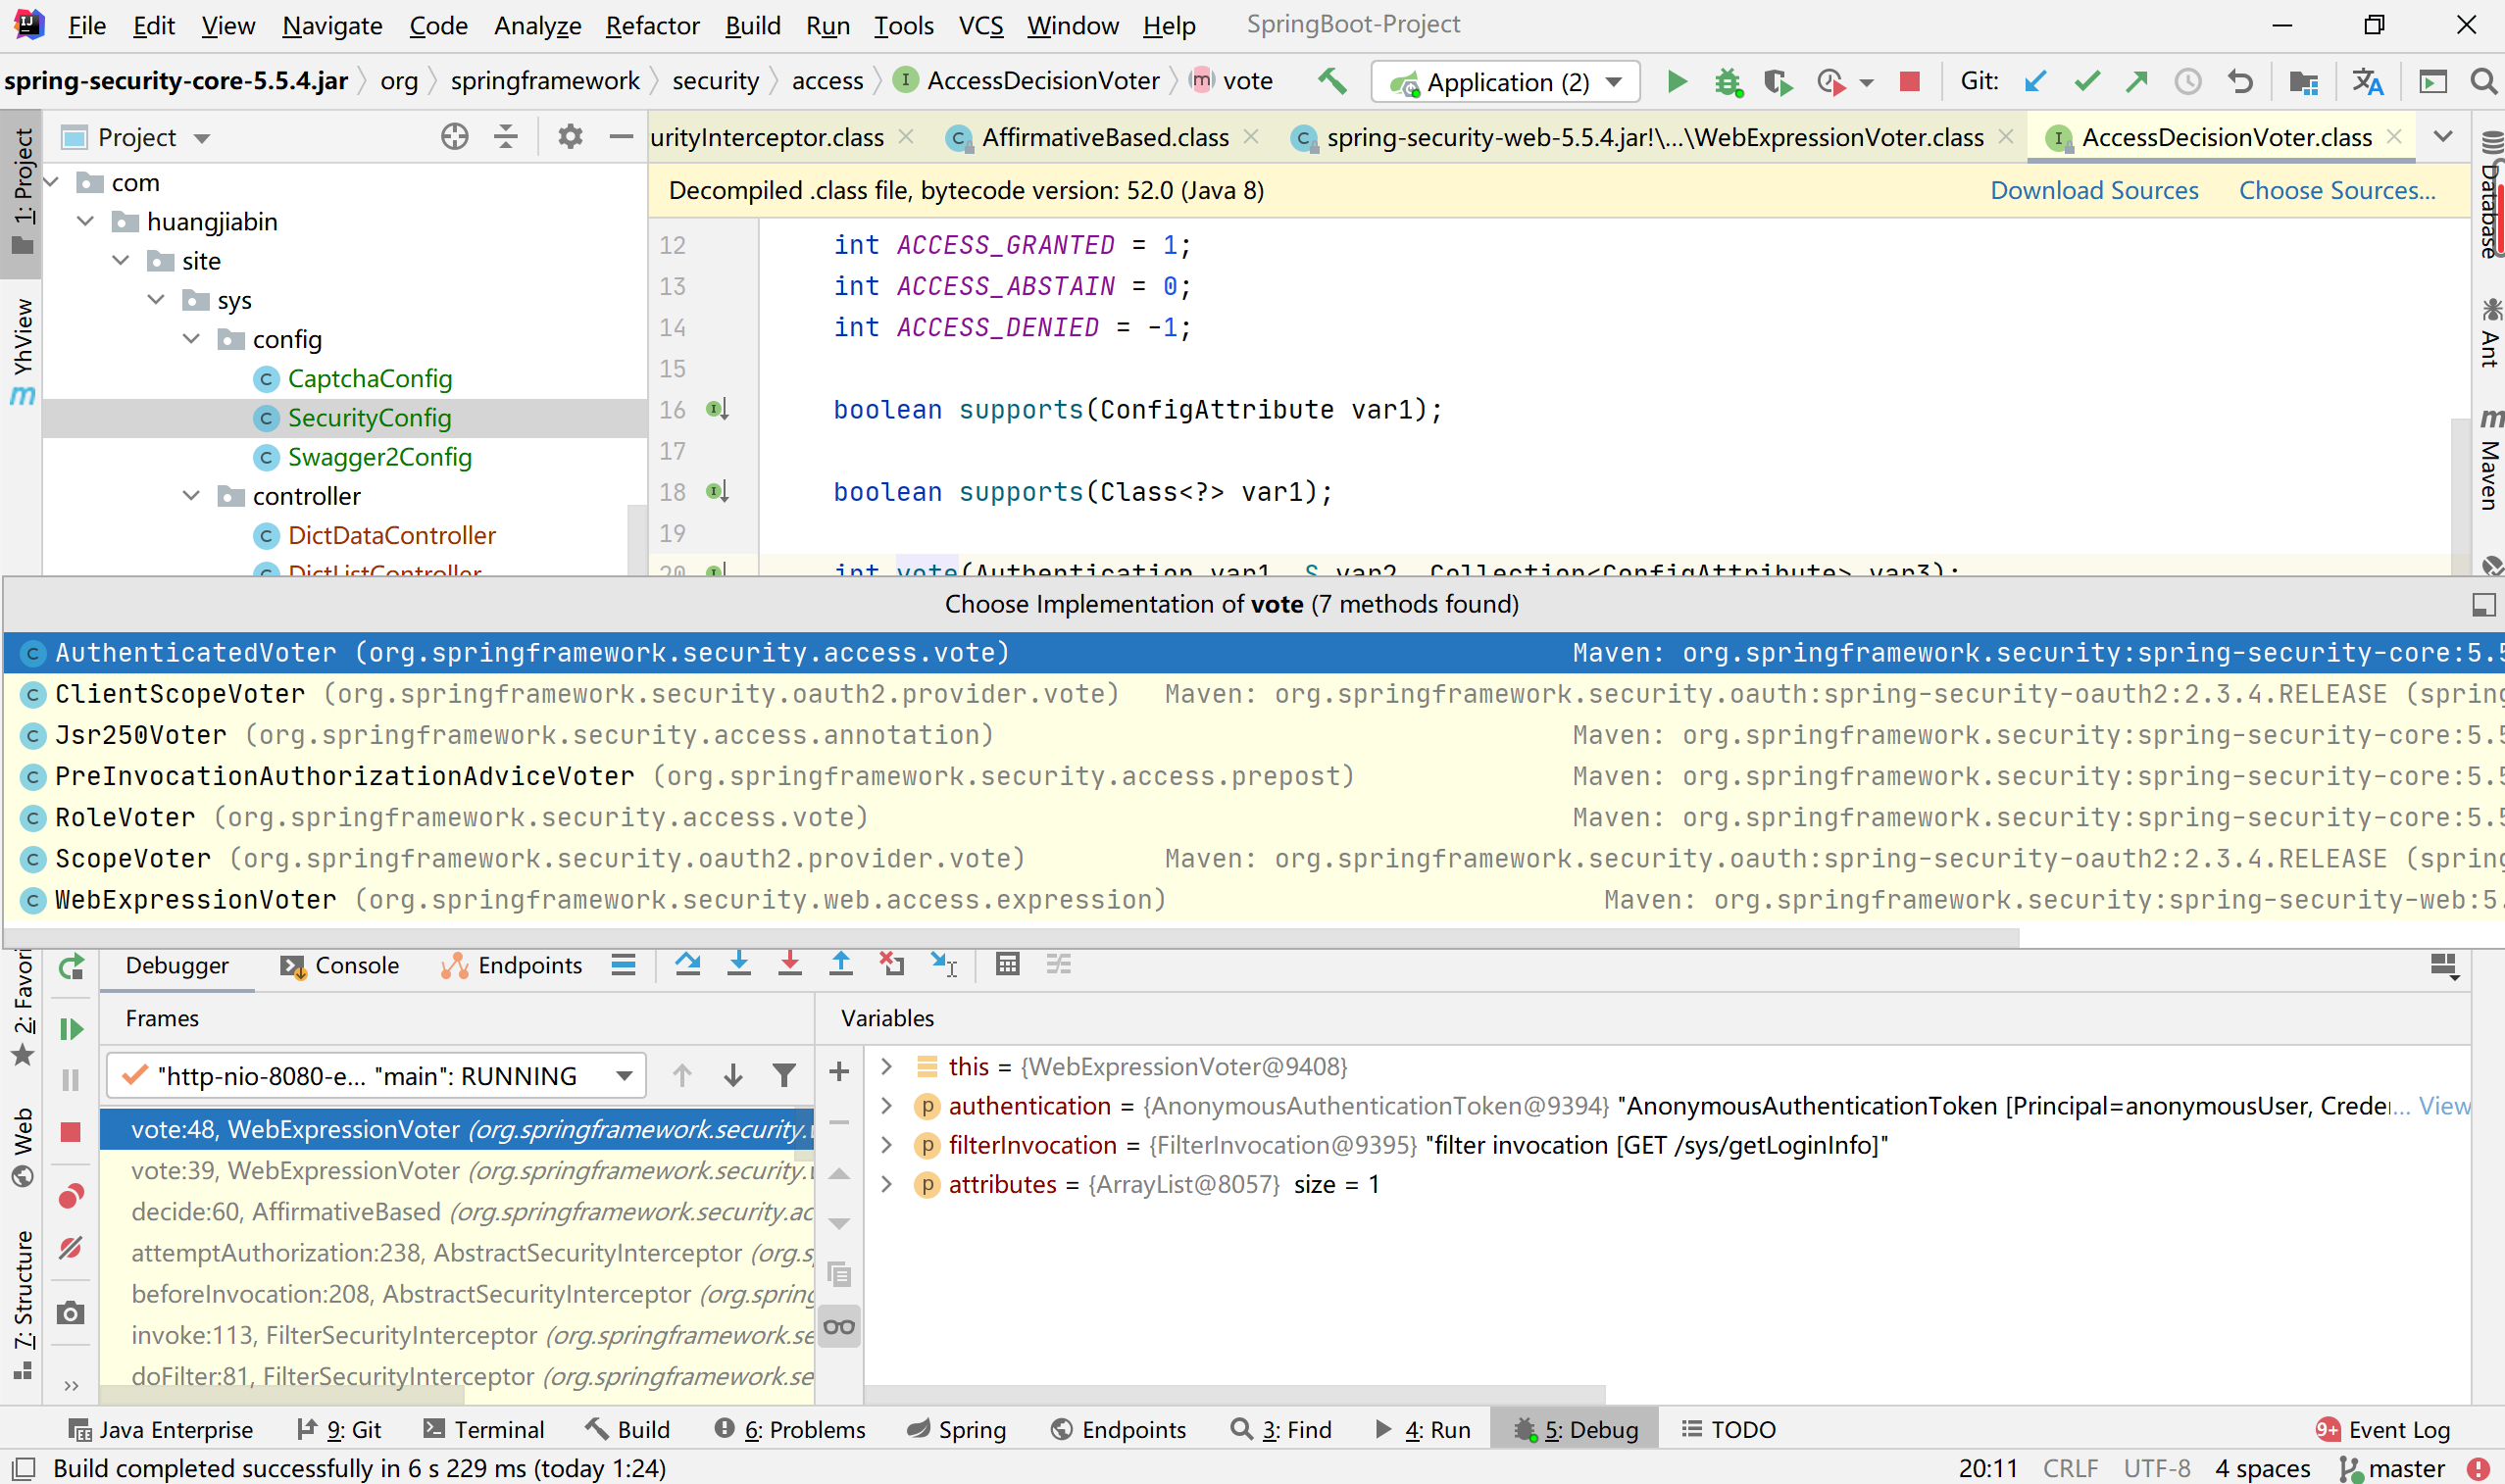 File Edit View Navigate Code Analyze Refactor Build Run Tools VCS Window Help SpringBoot-Project
spring-security-core-5.5.4.jar org springframework security access AccessDecisionVoter vote Application (2) Git:
1: Project
YhView
Project
com
huangjiabin
site
sys
config
CaptchaConfig
SecurityConfig
Swagger2Config
controller
DictDataController
DictListController
urityInterceptor.class AffirmativeBased.class spring-security-web-5.5.4.jar!\...\WebExpressionVoter.class AccessDecisionVoter.class
Decompiled .class file, bytecode version: 52.0 (Java 8) Download Sources Choose Sources...
12 int ACCESS_GRANTED = 1;
13 int ACCESS_ABSTAIN = 0;
14 int ACCESS_DENIED = -1;
15
16 boolean supports(ConfigAttribute var1);
17
18 boolean supports(Class<?> var1);
19
20 int vote(Authentication var1, S var2, Collection<ConfigAttribute> var3);
Database
Ant
Maven
Choose Implementation of vote (7 methods found)
AuthenticatedVoter (org.springframework.security.access.vote) Maven: org.springframework.security:spring-security-core:5.5
ClientScopeVoter (org.springframework.security.oauth2.provider.vote) Maven: org.springframework.security.oauth:spring-security-oauth2:2.3.4.RELEASE (spring
Jsr250Voter (org.springframework.security.access.annotation) Maven: org.springframework.security:spring-security-core:5.5
PreInvocationAuthorizationAdviceVoter (org.springframework.security.access.prepost) Maven: org.springframework.security:spring-security-core:5.5
RoleVoter (org.springframework.security.access.vote) Maven: org.springframework.security:spring-security-core:5.5
ScopeVoter (org.springframework.security.oauth2.provider.vote) Maven: org.springframework.security.oauth:spring-security-oauth2:2.3.4.RELEASE (spring
WebExpressionVoter (org.springframework.security.web.access.expression) Maven: org.springframework.security:spring-security-web:5.
2: Favori
Web
7: Structure
Debugger Console Endpoints
Frames
"http-nio-8080-e... "main": RUNNING
vote:48, WebExpressionVoter (org.springframework.security.
vote:39, WebExpressionVoter (org.springframework.security.
decide:60, AffirmativeBased (org.springframework.security.ac
attemptAuthorization:238, AbstractSecurityInterceptor (org.s
beforeInvocation:208, AbstractSecurityInterceptor (org.spring
invoke:113, FilterSecurityInterceptor (org.springframework.se
doFilter:81, FilterSecurityInterceptor (org.springframework.se
Variables
this = {WebExpressionVoter@9408}
authentication = {AnonymousAuthenticationToken@9394} "AnonymousAuthenticationToken [Principal=anonymousUser, Creder... View
filterInvocation = {FilterInvocation@9395} "filter invocation [GET /sys/getLoginInfo]"
attributes = {ArrayList@8057} size = 1
Java Enterprise 9: Git Terminal Build 6: Problems Spring Endpoints 3: Find 4: Run 5: Debug TODO 9+ Event Log
Build completed successfully in 6 s 229 ms (today 1:24) 20:11 CRLF UTF-8 4 spaces master